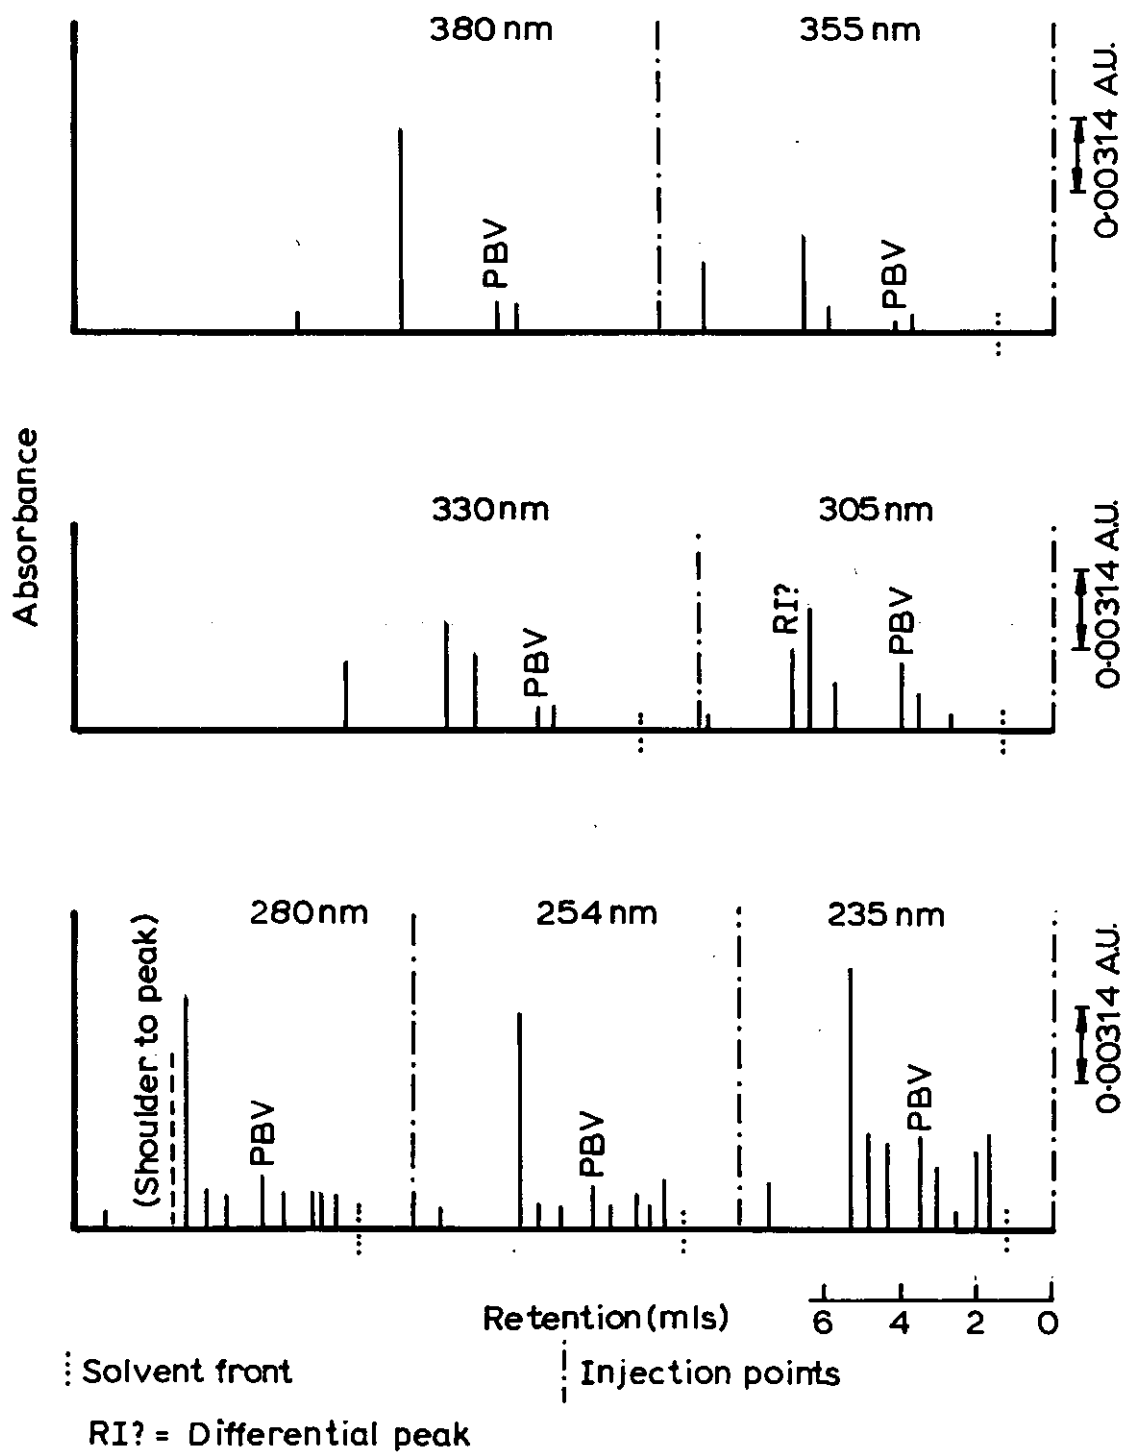 380 nm
355 nm
PBV
PBV
0·00314 A.U.
Absorbance
330 nm
305 nm
PBV
RI?
PBV
0·00314 A.U.
280 nm
254 nm
235 nm
(Shoulder to peak)
PBV
PBV
PBV
0·00314 A.U.
Retention (mls)
6 4 2 0
Solvent front
Injection points
RI? = Differential peak